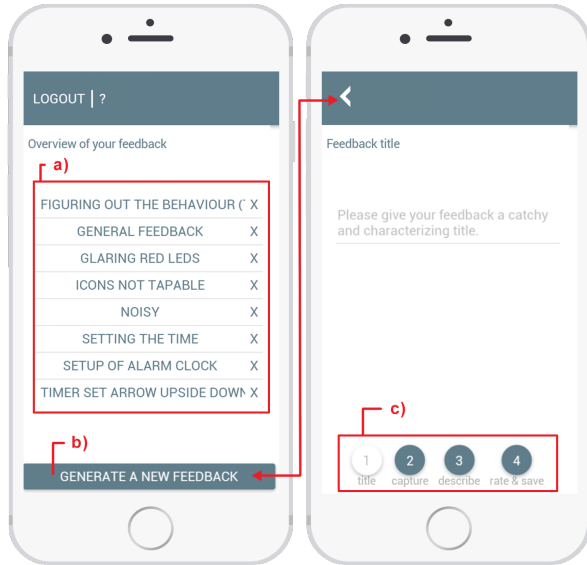 LOGOUT | ?
Overview of your feedback
a)
FIGURING OUT THE BEHAVIOUR (T X
GENERAL FEEDBACK X
GLARING RED LEDS X
ICONS NOT TAPABLE X
NOISY X
SETTING THE TIME X
SETUP OF ALARM CLOCK X
TIMER SET ARROW UPSIDE DOWN X
b)
GENERATE A NEW FEEDBACK
Feedback title
Please give your feedback a catchy
and characterizing title.
c)
1 2 3 4
title capture describe rate & save